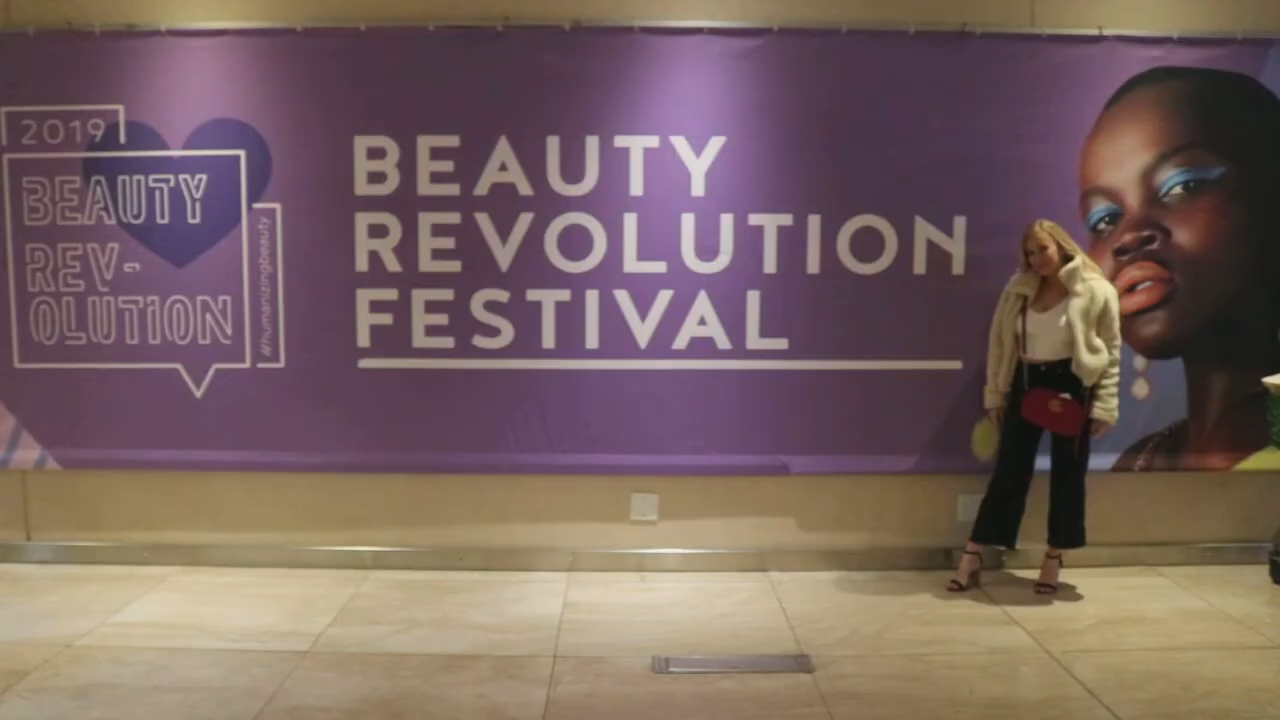 2019
BEAUTY
REV-
OLUTION
#humanizingbeauty
BEAUTY
REVOLUTION
FESTIVAL